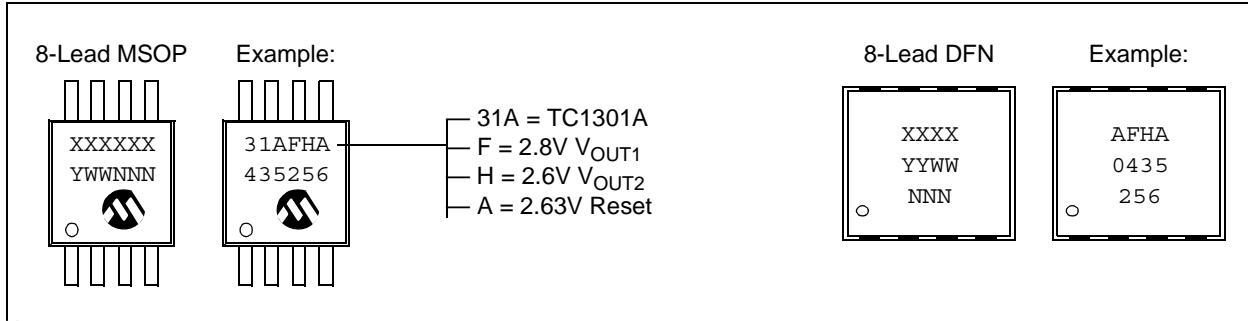 8-Lead MSOP
Example:
XXXXXX
YWWNNN
31AFHA
435256
31A = TC1301A
F = 2.8V VOUT1
H = 2.6V VOUT2
A = 2.63V Reset
8-Lead DFN
Example:
XXXX
YYWW
NNN
AFHA
0435
256